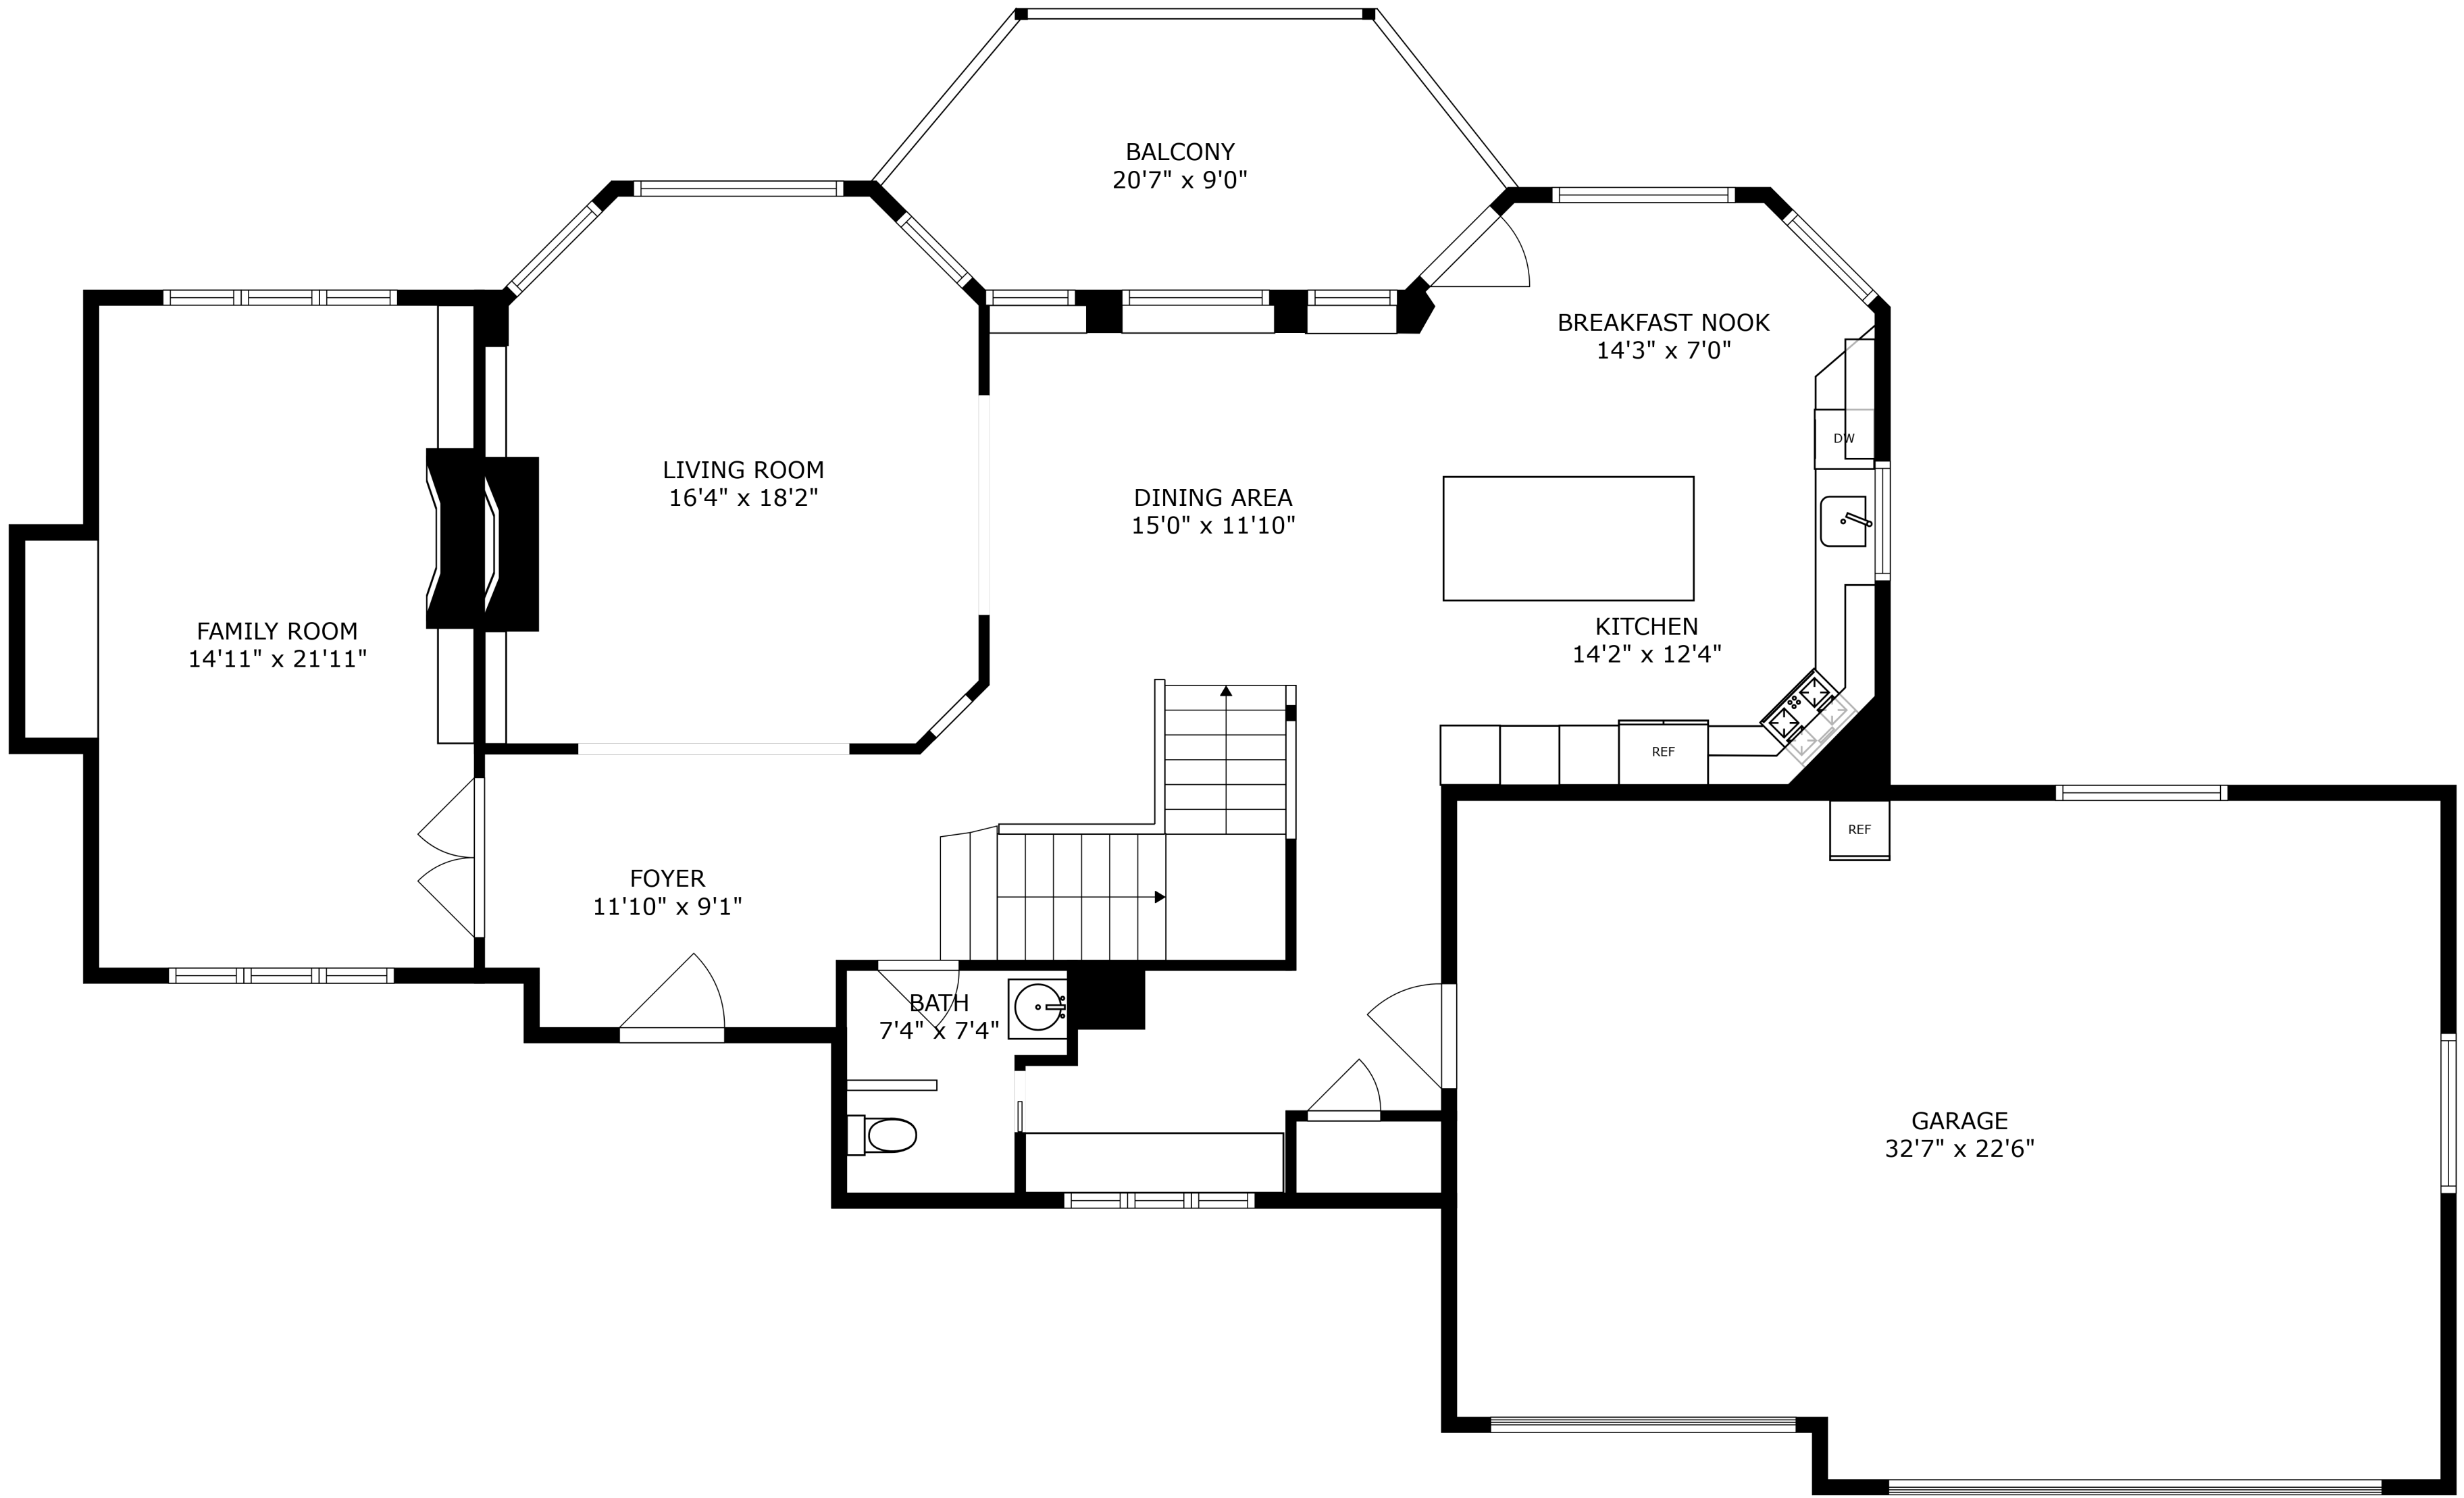 BALCONY
20'7" x 9'0"
BREAKFAST NOOK
14'3" x 7'0"
DW
LIVING ROOM
16'4" x 18'2"
DINING AREA
15'0" x 11'10"
FAMILY ROOM
14'11" x 21'11"
KITCHEN
14'2" x 12'4"
REF
REF
FOYER
11'10" x 9'1"
BATH
7'4" x 7'4"
GARAGE
32'7" x 22'6"